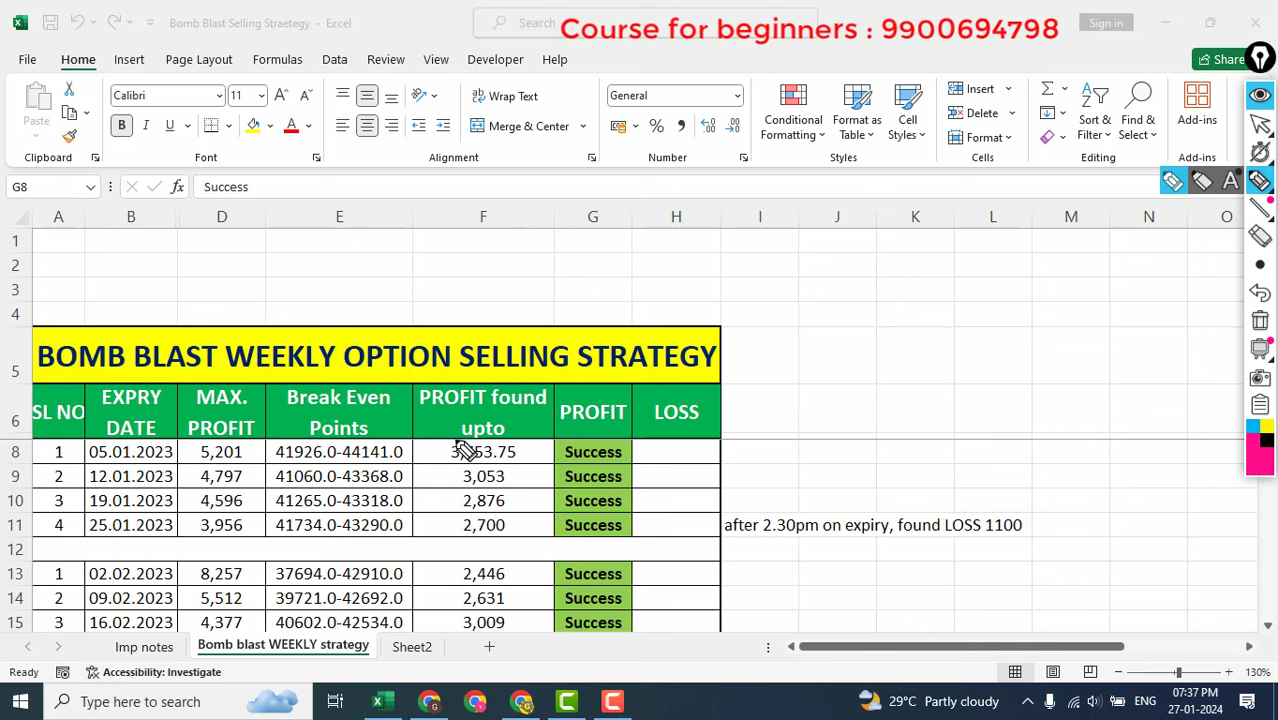 Bomb Blast Selling Straetegy - Excel
Search
Sign in
Course for beginners : 9900694798
File Home Insert Page Layout Formulas Data Review View Developer Help
Share
Paste
Calibri 11
B I U
Wrap Text
Merge & Center
General
Conditional Formatting
Format as Table
Cell Styles
Insert
Delete
Format
Sort & Filter
Find & Select
Add-ins
Clipboard Font Alignment Number Styles Cells Editing Add-ins
G8 fx Success
A B D E F G H I J K L M N O
1
2
3
4
5 BOMB BLAST WEEKLY OPTION SELLING STRATEGY
6 SL NO EXPRY DATE MAX. PROFIT Break Even Points PROFIT found upto PROFIT LOSS
8 1 05.01.2023 5,201 41926.0-44141.0 53.75 Success
9 2 12.01.2023 4,797 41060.0-43368.0 3,053 Success
10 3 19.01.2023 4,596 41265.0-43318.0 2,876 Success
11 4 25.01.2023 3,956 41734.0-43290.0 2,700 Success after 2.30pm on expiry, found LOSS 1100
12
13 1 02.02.2023 8,257 37694.0-42910.0 2,446 Success
14 2 09.02.2023 5,512 39721.0-42692.0 2,631 Success
15 3 16.02.2023 4,377 40602.0-42534.0 3,009 Success
Imp notes Bomb blast WEEKLY strategy Sheet2
Ready Accessibility: Investigate 130%
Type here to search
29°C Partly cloudy ENG 07:37 PM
27-01-2024